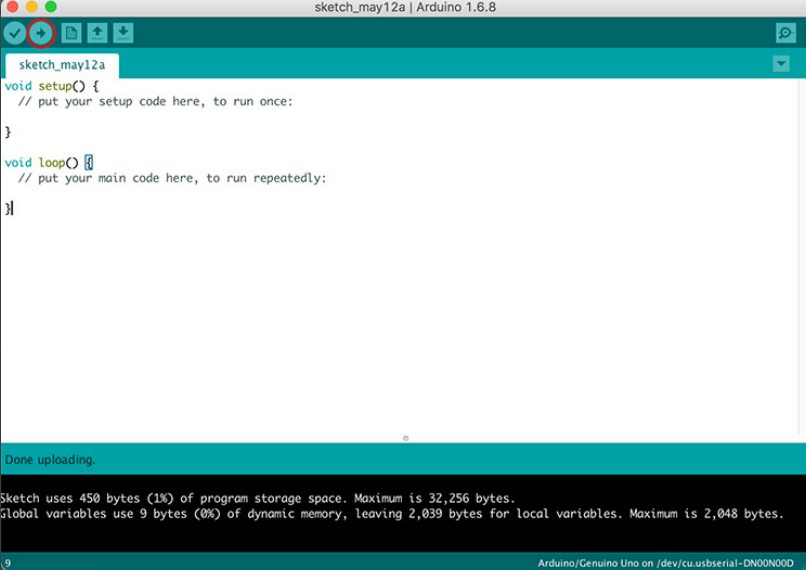 sketch_may12a | Arduino 1.6.8
sketch_may12a
void setup() {
  // put your setup code here, to run once:
}
void loop() {
  // put your main code here, to run repeatedly:
}
Done uploading.
Sketch uses 450 bytes (1%) of program storage space. Maximum is 32,256 bytes.
Global variables use 9 bytes (0%) of dynamic memory, leaving 2,039 bytes for local variables. Maximum is 2,048 bytes.
9 Arduino/Genuino Uno on /dev/cu.usbserial-DN00N00D